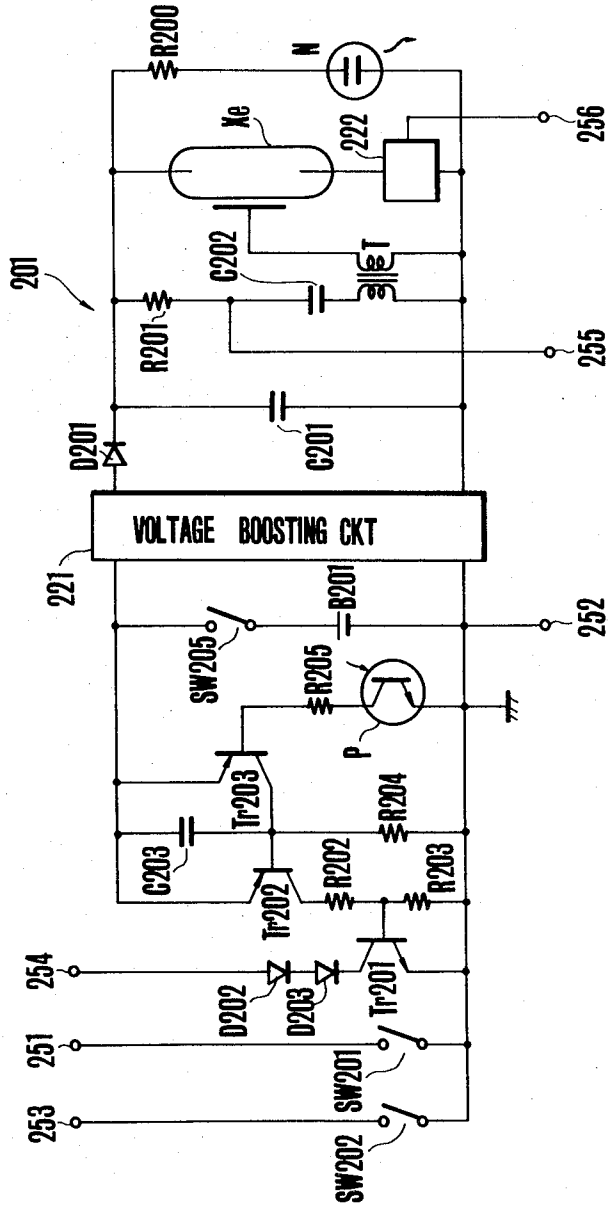 201
R200
Xe
N
R201
C202
T
222
D201
C201
255
256
221
VOLTAGE BOOSTING CKT
SW205
B201
252
R205
P
Tr203
C203
R204
Tr202
R202
R203
254
D202
D203
Tr201
251
SW201
253
SW202